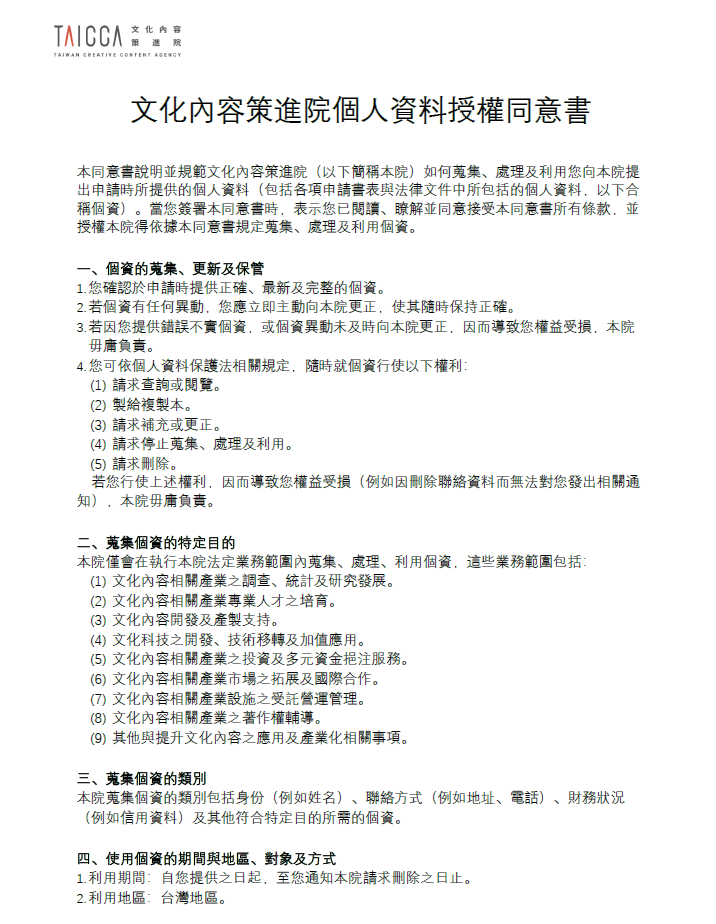 TAICCA 文化內容
策進院
TAIWAN CREATIVE CONTENT AGENCY
文化內容策進院個人資料授權同意書
本同意書說明並規範文化內容策進院（以下簡稱本院）如何蒐集、處理及利用您向本院提
出申請時所提供的個人資料（包括各項申請書表與法律文件中所包括的個人資料，以下合
稱個資）。當您簽署本同意書時，表示您已閱讀、瞭解並同意接受本同意書所有條款，並
授權本院得依據本同意書規定蒐集、處理及利用個資。
一、個資的蒐集、更新及保管
1.您確認於申請時提供正確、最新及完整的個資。
2.若個資有任何異動，您應立即主動向本院更正，使其隨時保持正確。
3.若因您提供錯誤不實個資，或個資異動未及時向本院更正，因而導致您權益受損，本院
毋庸負責。
4.您可依個人資料保護法相關規定，隨時就個資行使以下權利：
(1) 請求查詢或閱覽。
(2) 製給複製本。
(3) 請求補充或更正。
(4) 請求停止蒐集、處理及利用。
(5) 請求刪除。
若您行使上述權利，因而導致您權益受損（例如因刪除聯絡資料而無法對您發出相關通
知），本院毋庸負責。
二、蒐集個資的特定目的
本院僅會在執行本院法定業務範圍內蒐集、處理、利用個資，這些業務範圍包括：
(1) 文化內容相關產業之調查、統計及研究發展。
(2) 文化內容相關產業專業人才之培育。
(3) 文化內容開發及產製支持。
(4) 文化科技之開發、技術移轉及加值應用。
(5) 文化內容相關產業之投資及多元資金挹注服務。
(6) 文化內容相關產業市場之拓展及國際合作。
(7) 文化內容相關產業設施之受託營運管理。
(8) 文化內容相關產業之著作權輔導。
(9) 其他與提升文化內容之應用及產業化相關事項。
三、蒐集個資的類別
本院蒐集個資的類別包括身份（例如姓名）、聯絡方式（例如地址、電話）、財務狀況
（例如信用資料）及其他符合特定目的所需的個資。
四、使用個資的期間與地區、對象及方式
1.利用期間：自您提供之日起，至您通知本院請求刪除之日止。
2.利用地區：台灣地區。